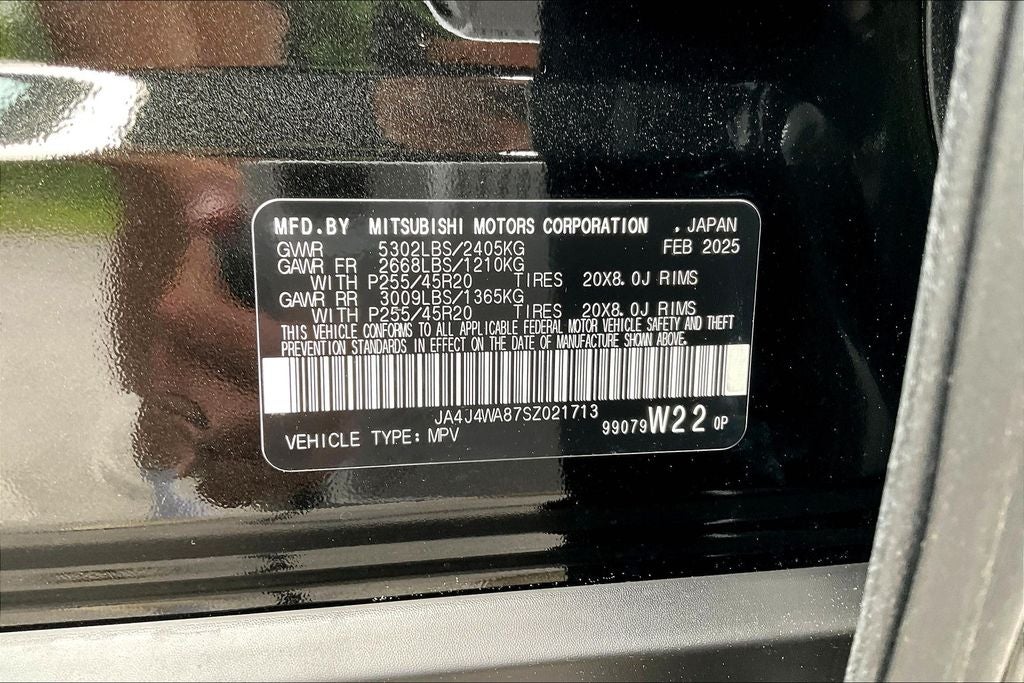 MFD.BY MITSUBISHI MOTORS CORPORATION , JAPAN
GWR 5302LBS/2405KG FEB 2025
GAWR FR 2668LBS/1210KG
WITH P255/45R20 TIRES 20X8.0J RIMS
GAWR RR 3009LBS/1365KG
WITH P255/45R20 TIRES 20X8.0J RIMS
THIS VEHICLE CONFORMS TO ALL APPLICABLE FEDERAL MOTOR VEHICLE SAFETY AND THEFT
PREVENTION STANDARDS IN EFFECT ON THE DATE OF MANUFACTURE SHOWN ABOVE.
JA4J4WA87SZ021713
VEHICLE TYPE: MPV 99079W22 0P